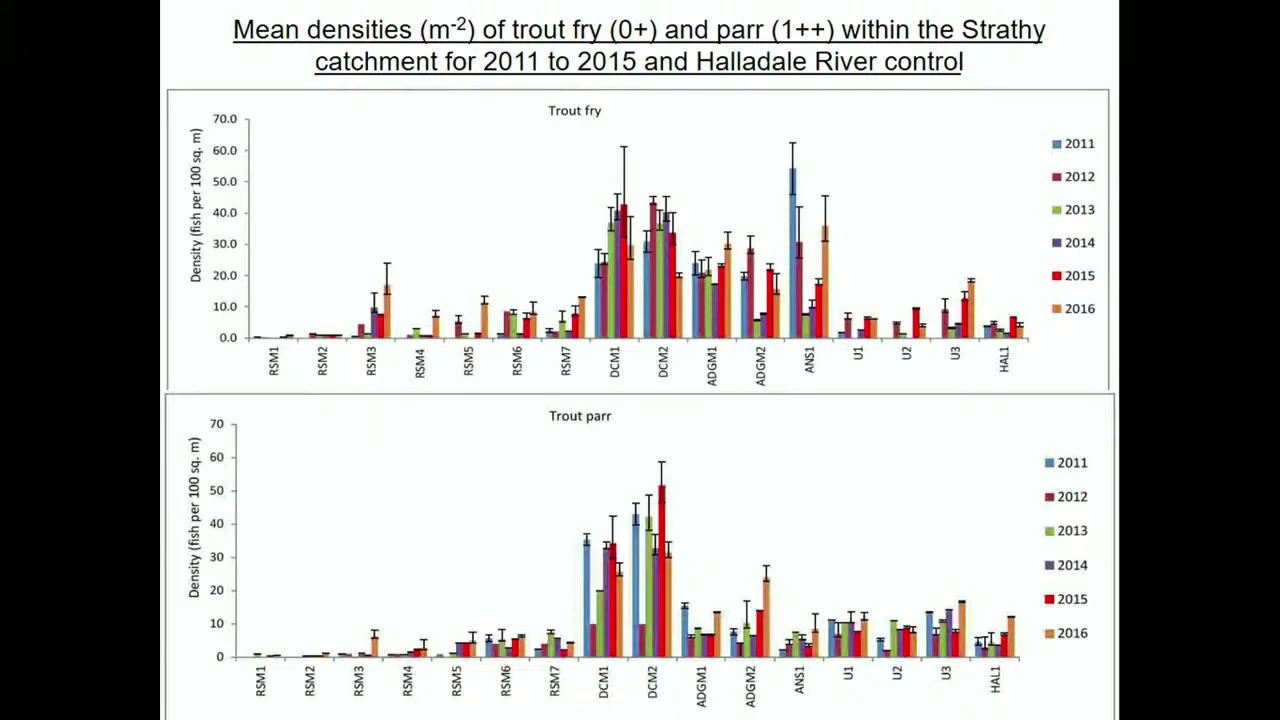 Mean densities (m-2) of trout fry (0+) and parr (1++) within the Strathy
catchment for 2011 to 2015 and Halladale River control
Trout fry
Density (fish per 100 sq. m)
70.0
60.0
50.0
40.0
30.0
20.0
10.0
0.0
RSM1
RSM2
RSM3
RSM4
RSM5
RSM6
RSM7
DCM1
DCM2
ADGM1
ADGM2
ANS1
U1
U2
U3
HAL1
2011
2012
2013
2014
2015
2016
Trout parr
Density (fish per 100 sq. m)
70
60
50
40
30
20
10
0
RSM1
RSM2
RSM3
RSM4
RSM5
RSM6
RSM7
DCM1
DCM2
ADGM1
ADGM2
ANS1
U1
U2
U3
HAL1
2011
2012
2013
2014
2015
2016